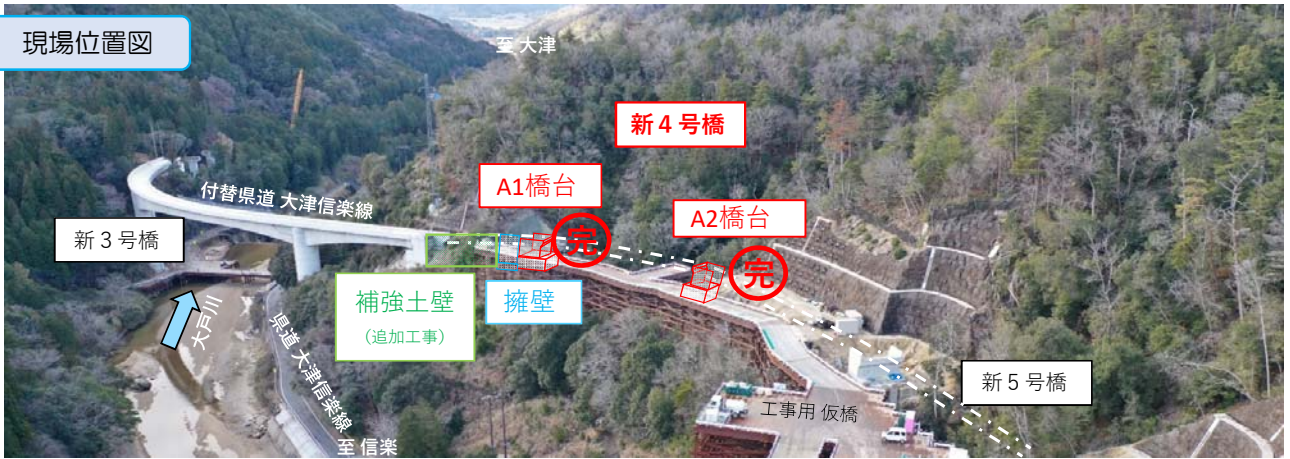 現場位置図
至 大津
新４号橋
A1橋台
付替県道 大津信楽線
A2橋台
新３号橋
完
完
補強土壁
（追加工事）
擁壁
大戸川
県道 大津信楽線
新５号橋
工事用 仮橋
至 信楽